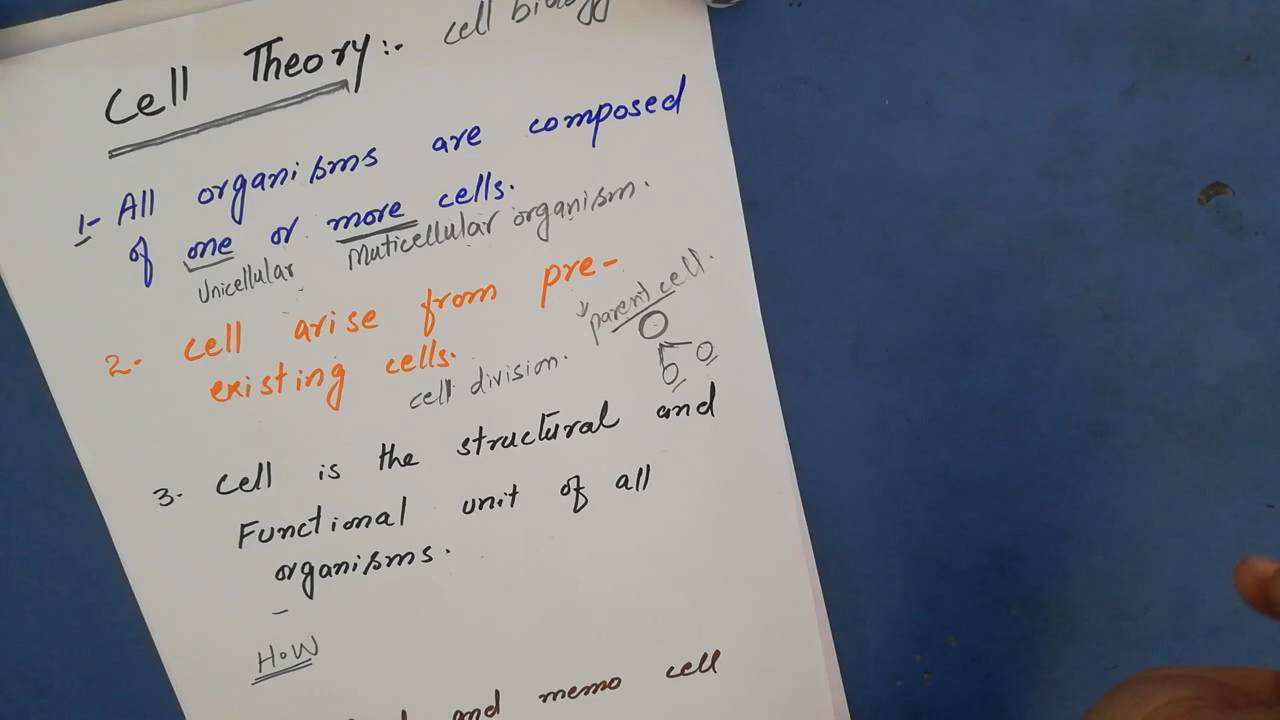 Cell Theory:- cell biology
1- All organisms are composed
of one or more cells.
Unicellular Muticellular organism.
2. cell arise from pre-
existing cells.
parent cell.
cell division.
3. Cell is the structural and
Functional unit of all
organisms.
H.W
and memo cell